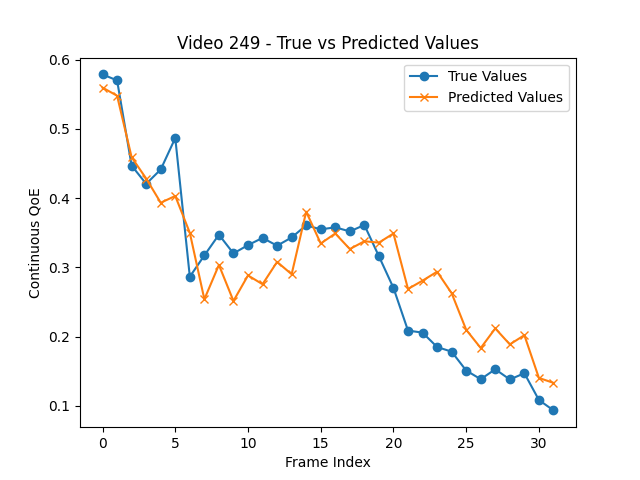 Video 249 - True vs Predicted Values
True Values
Predicted Values
Continuous QoE
0.6
0.5
0.4
0.3
0.2
0.1
0 5 10 15 20 25 30
Frame Index